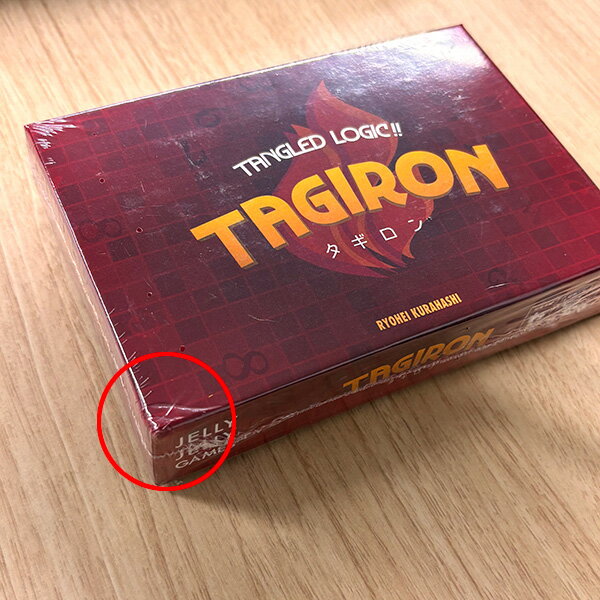 TANGLED LOGIC!!
TAGIRON
タギロン
RYOHEI KURAHASHI
TAGIRON
JELLY
JELLY
GAMES